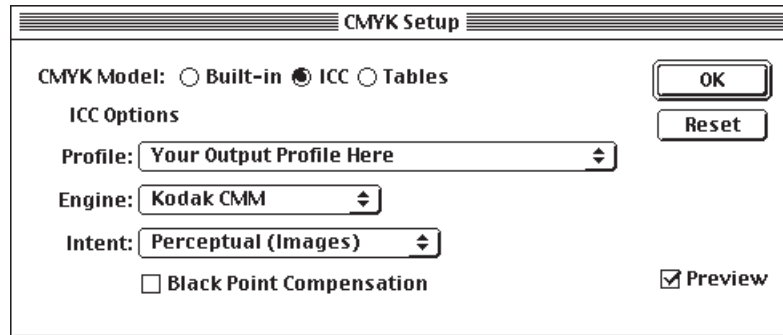 CMYK Setup
CMYK Model: Built-in ICC Tables
OK
ICC Options
Reset
Profile: Your Output Profile Here
Engine: Kodak CMM
Intent: Perceptual (Images)
Black Point Compensation
Preview